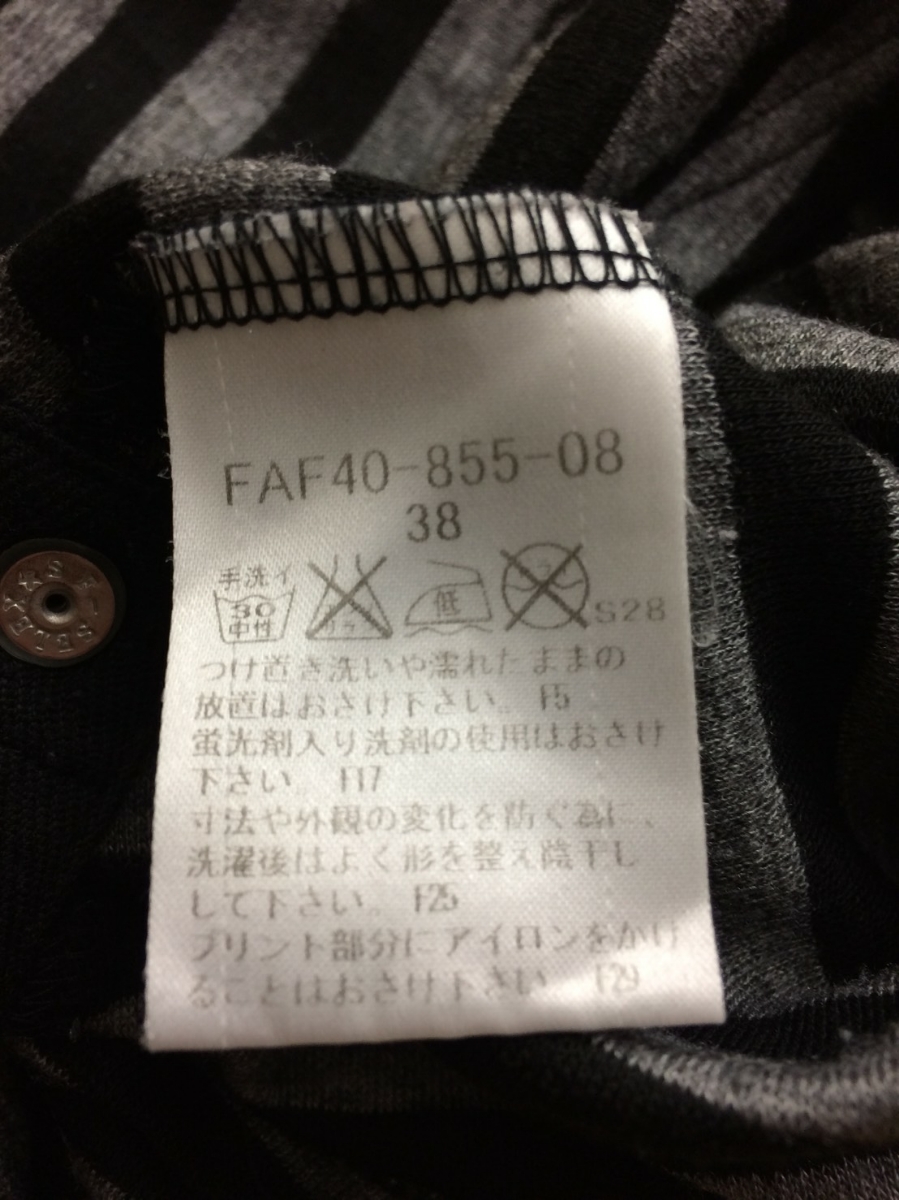 FAF40-855-08
38
手洗イ
30
中性
低
S28
つけ置き洗いや濡れたままの
放置はおさけ下さい。F5
蛍光剤入り洗剤の使用はおさけ
下さい。F17
寸法や外観の変化を防ぐ為に、
洗濯後はよく形を整え陰干し
して下さい。F25
プリント部分にアイロンをかけ
ることはおさけ下さい。F29